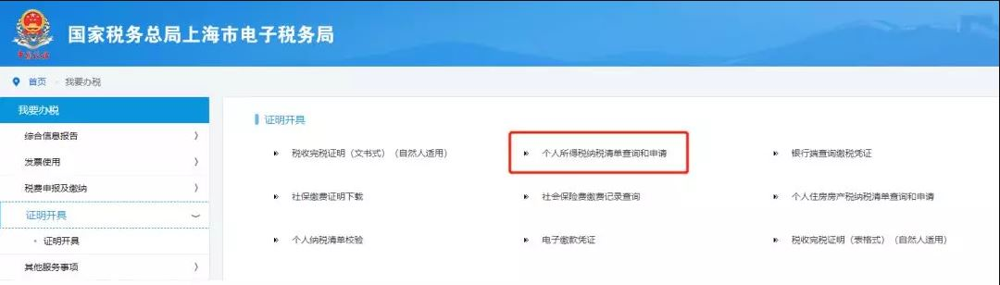 国家税务总局上海市电子税务局
首页 我要办税
我要办税
综合信息报告
发票使用
税费申报及缴纳
证明开具
证明开具
其他服务事项
证明开具
税收完税证明（文书式）（自然人适用） 个人所得税纳税清单查询和申请 银行端查询缴税凭证
社保缴费证明下载 社会保险费缴费记录查询 个人住房房产税纳税清单查询和申请
个人纳税清单校验 电子缴款凭证 税收完税证明（表格式）（自然人适用）